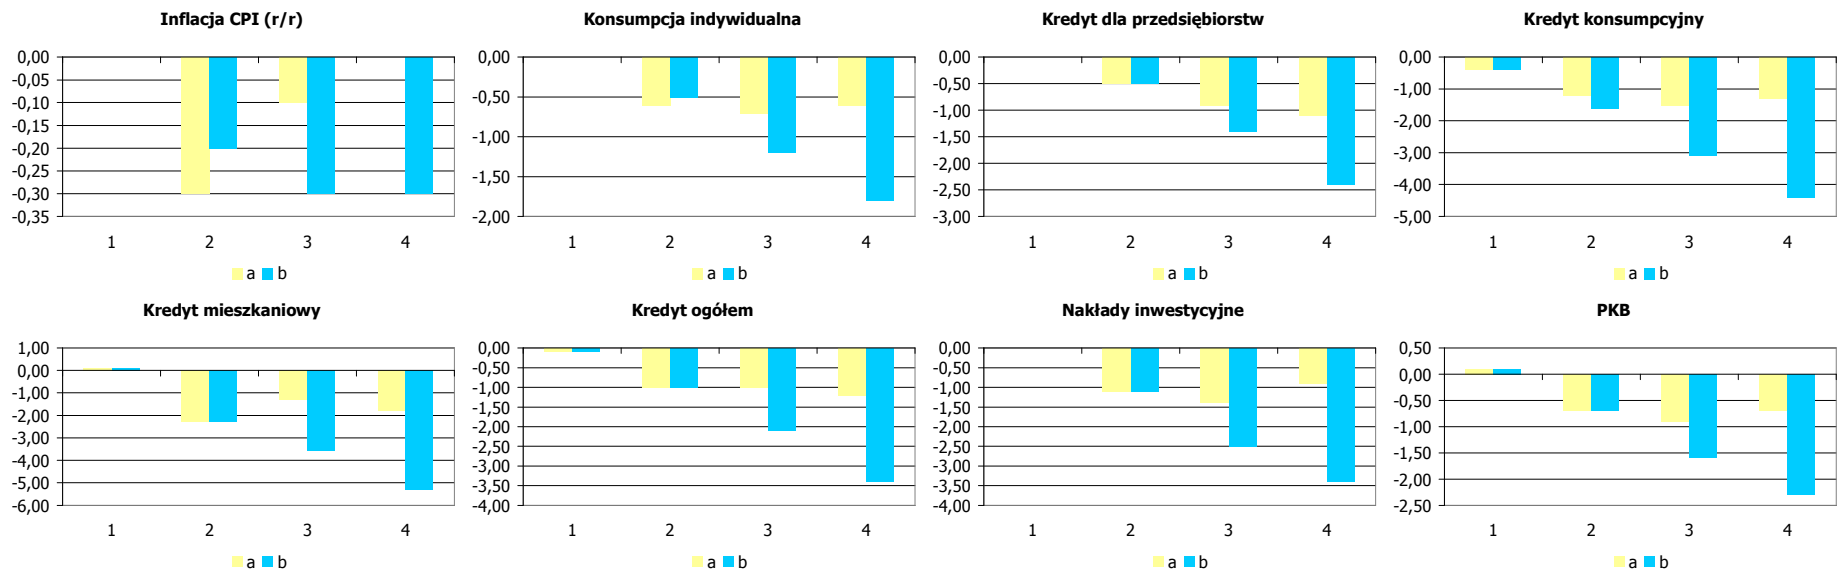 Inflacja CPI (r/r)
0,00
-0,05
-0,10
-0,15
-0,20
-0,25
-0,30
-0,35
1 2 3 4
a b
Konsumpcja indywidualna
0,00
-0,50
-1,00
-1,50
-2,00
1 2 3 4
a b
Kredyt dla przedsiębiorstw
0,00
-0,50
-1,00
-1,50
-2,00
-2,50
-3,00
1 2 3 4
a b
Kredyt konsumpcyjny
0,00
-1,00
-2,00
-3,00
-4,00
-5,00
1 2 3 4
a b
Kredyt mieszkaniowy
1,00
0,00
-1,00
-2,00
-3,00
-4,00
-5,00
-6,00
1 2 3 4
a b
Kredyt ogółem
0,00
-0,50
-1,00
-1,50
-2,00
-2,50
-3,00
-3,50
-4,00
1 2 3 4
a b
Nakłady inwestycyjne
0,00
-0,50
-1,00
-1,50
-2,00
-2,50
-3,00
-3,50
-4,00
1 2 3 4
a b
PKB
0,50
0,00
-0,50
-1,00
-1,50
-2,00
-2,50
1 2 3 4
a b